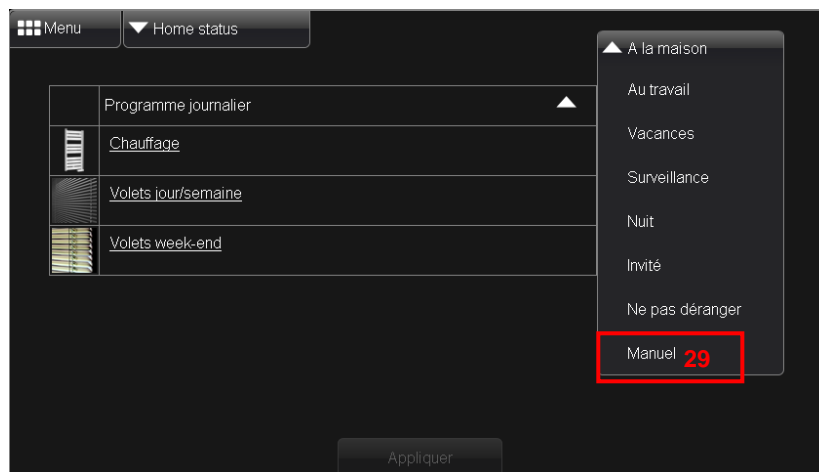 Menu
Home status
A la maison
Au travail
Vacances
Surveillance
Nuit
Invité
Ne pas déranger
Manuel 29
Programme journalier
Chauffage
Volets jour/semaine
Volets week-end
Appliquer